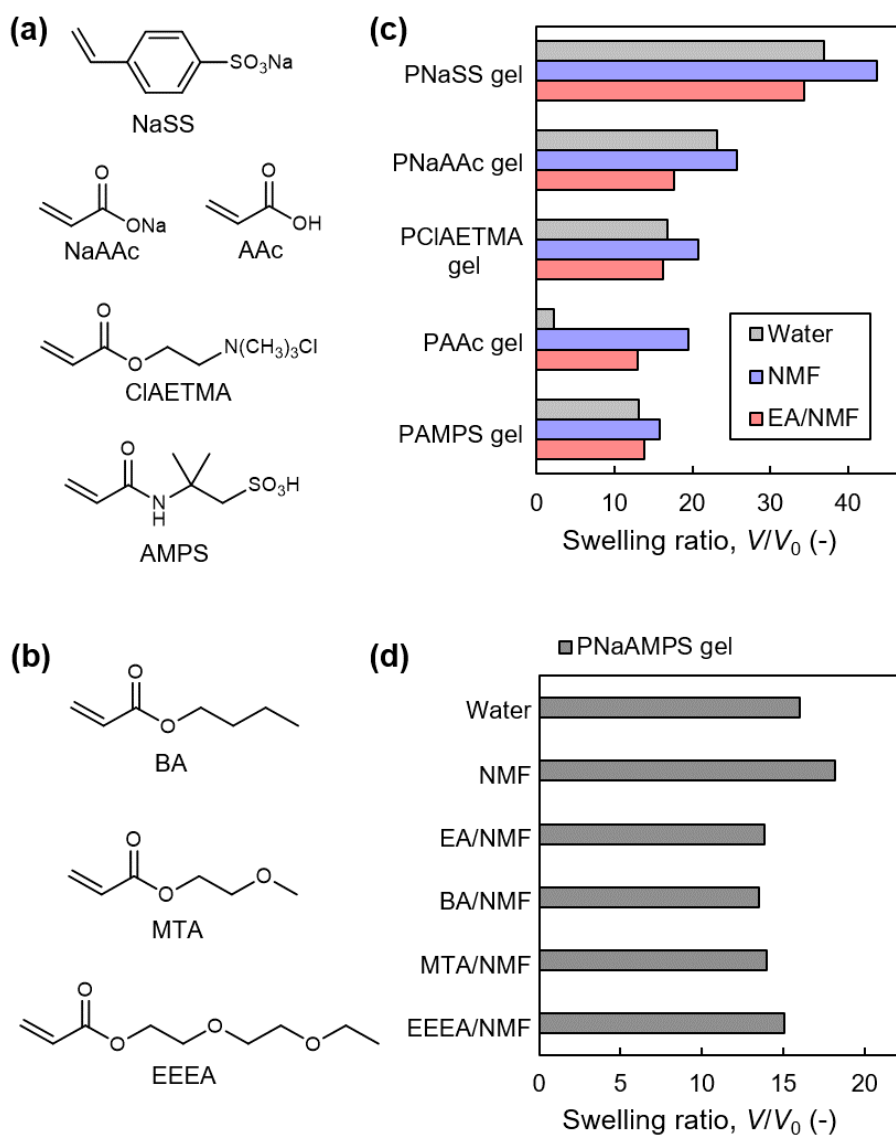 (a)
SO₃Na
NaSS
O
ONa
NaAAc
O
OH
AAc
O
O
N(CH₃)₃Cl
ClAETMA
O
N
H
SO₃H
AMPS
(b)
O
O
BA
O
O
O
MTA
O
O
O
O
EEEA
(c)
PNaSS gel
PNaAAc gel
PClAETMA
gel
PAAc gel
PAMPS gel
Water
NMF
EA/NMF
0 10 20 30 40
Swelling ratio, V/V₀ (-)
(d)
PNaAMPS gel
Water
NMF
EA/NMF
BA/NMF
MTA/NMF
EEEA/NMF
0 5 10 15 20
Swelling ratio, V/V₀ (-)